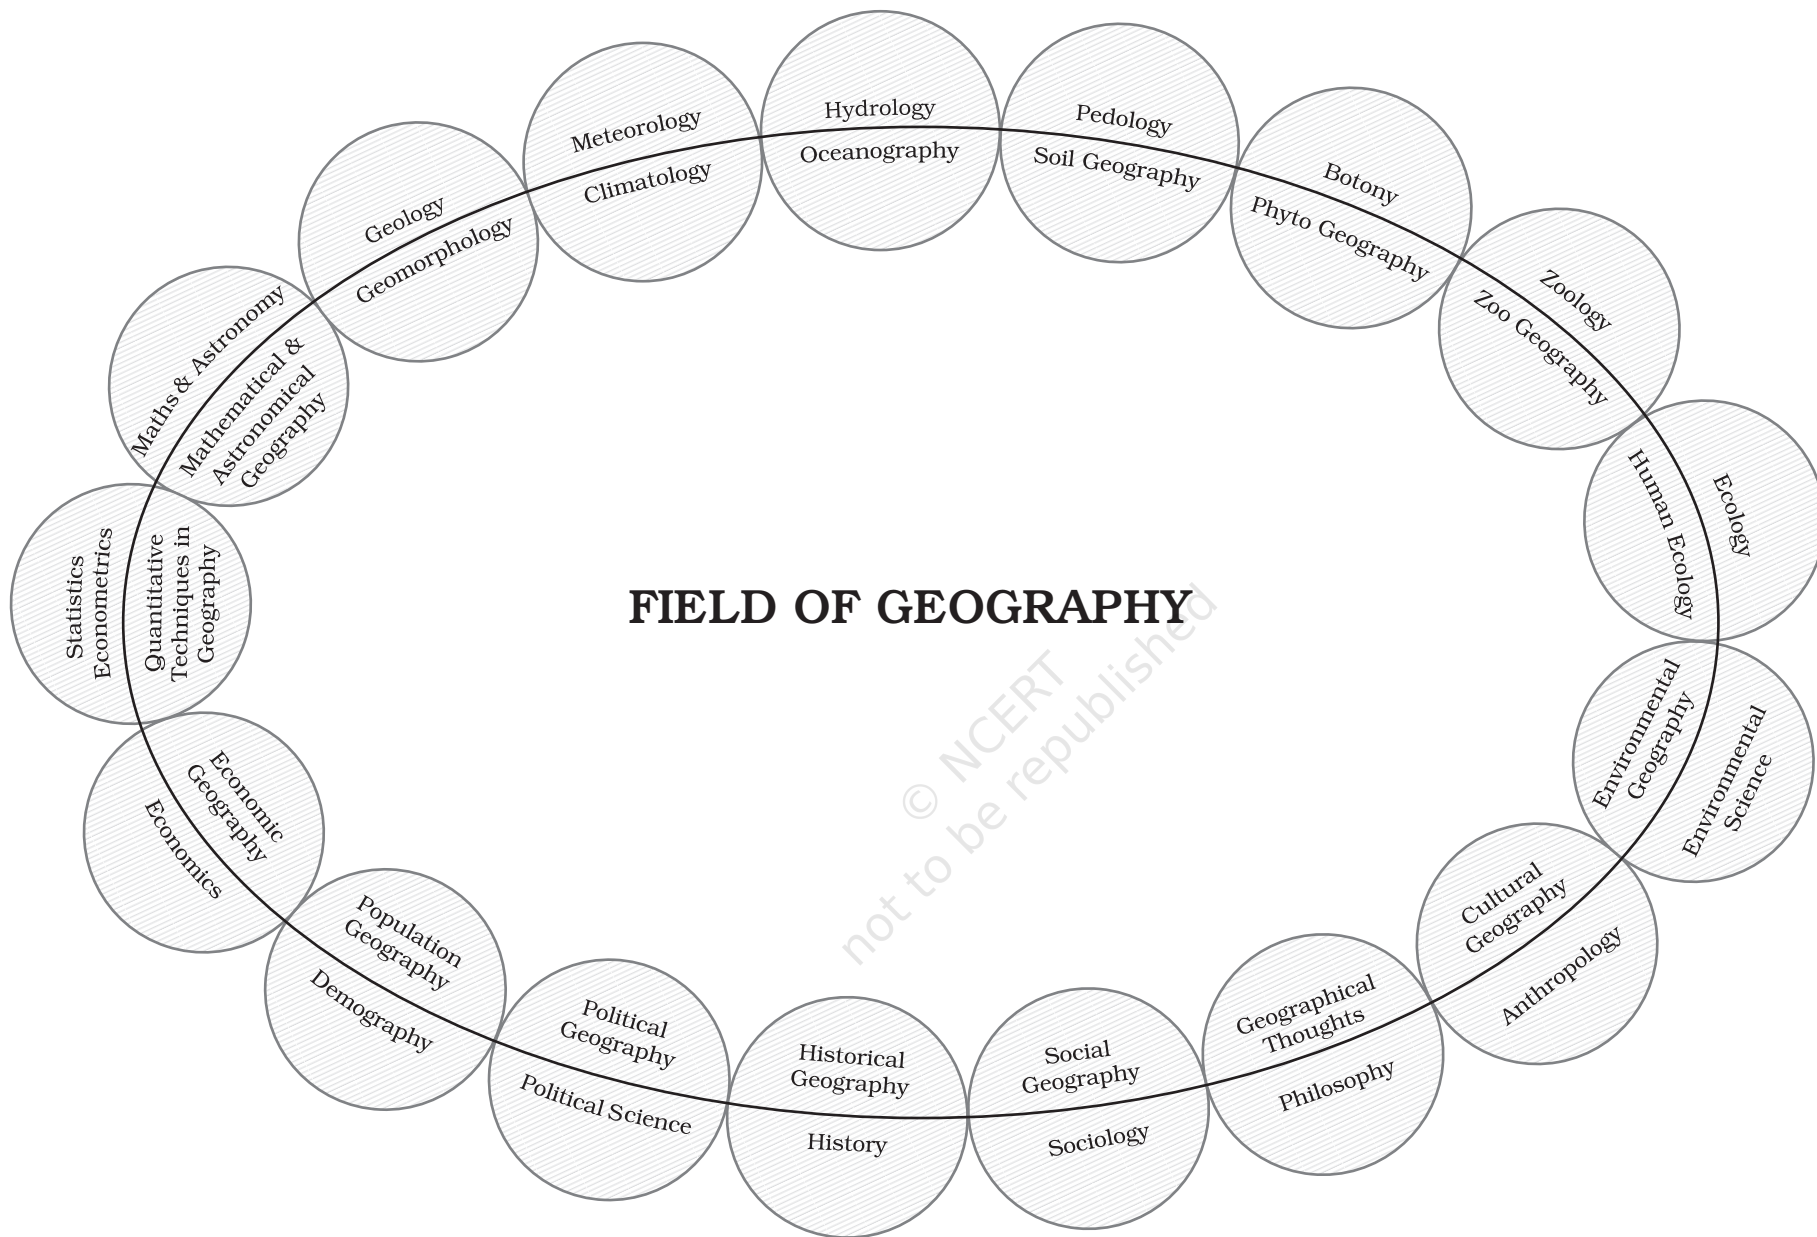 Hydrology
Oceanography
Pedology
Soil Geography
Botony
Phyto Geography
Zoology
Zoo Geography
Ecology
Human Ecology
Environmental
Geography
Environmental
Science
Cultural
Geography
Anthropology
Geographical
Thoughts
Philosophy
Social
Geography
Sociology
Historical
Geography
History
Political
Geography
Political Science
Population
Geography
Demography
Economic
Geography
Economics
Statistics
Econometrics
Quantitative
Techniques in
Geography
Maths & Astronomy
Mathematical &
Astronomical
Geography
Geology
Geomorphology
Meteorology
Climatology
FIELD OF GEOGRAPHY
© NCERT
not to be republished